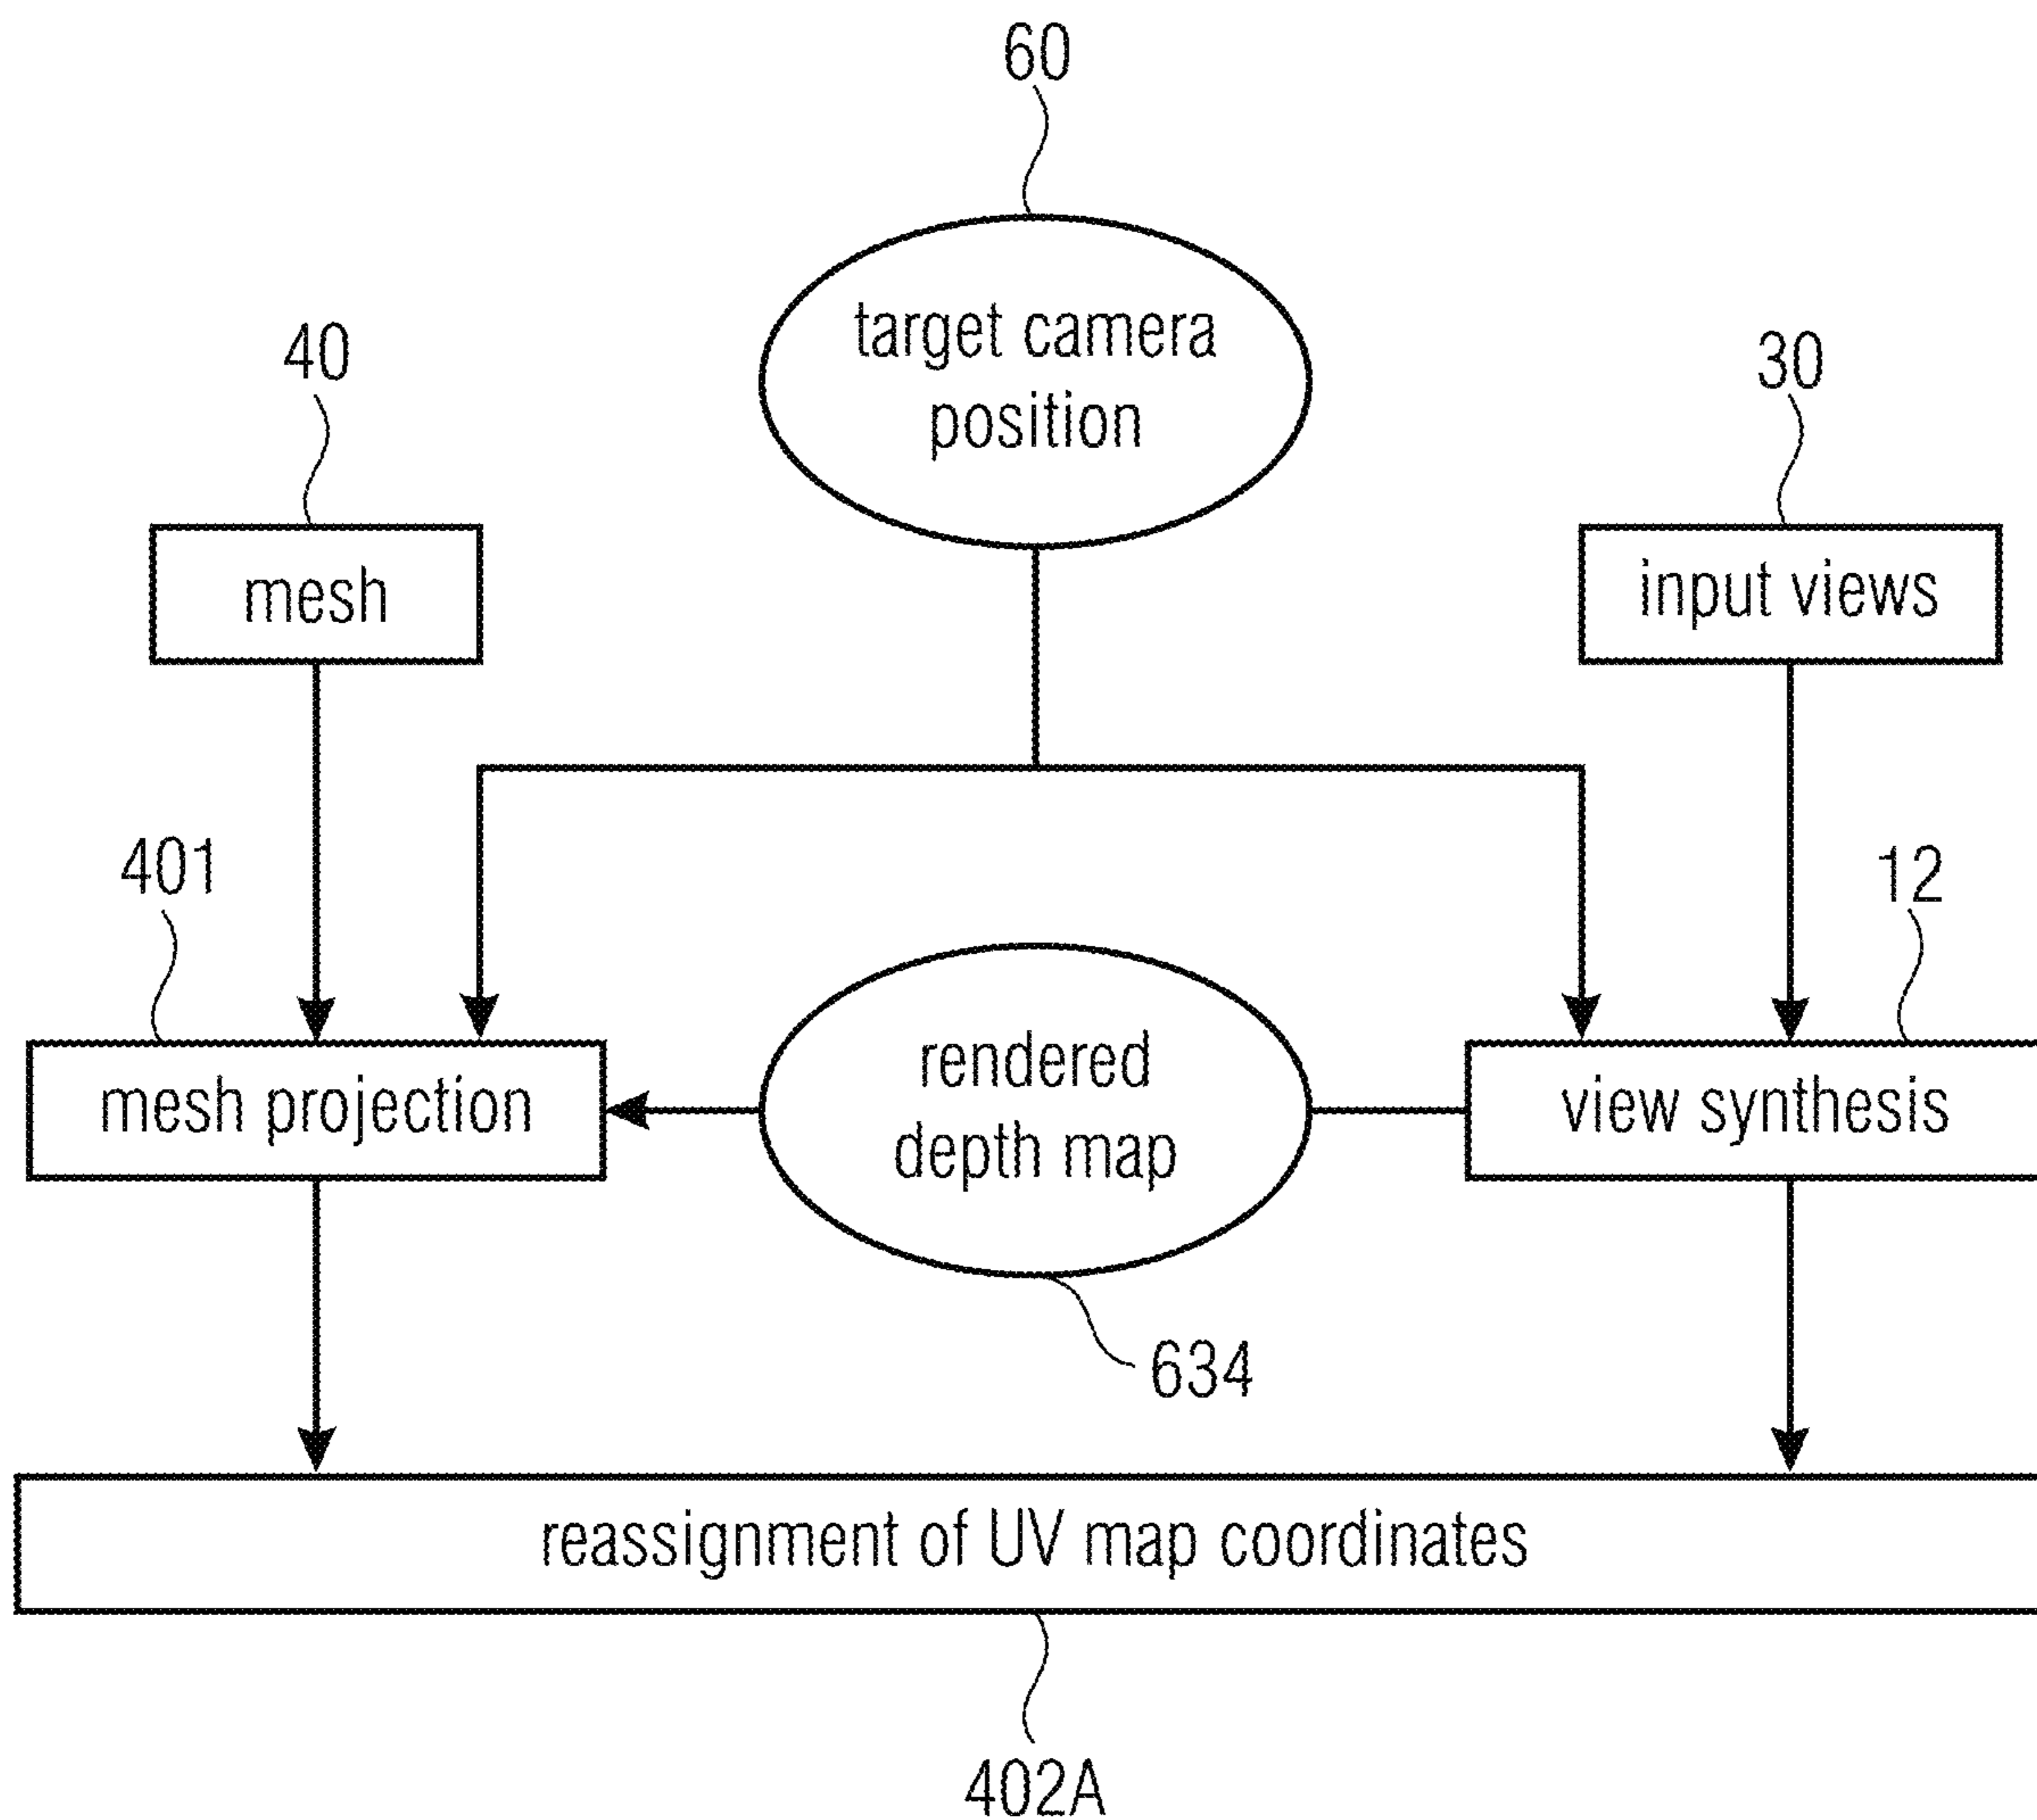 60
target camera
position
40
30
mesh
input views
401
12
mesh projection
rendered
depth map
view synthesis
634
reassignment of UV map coordinates
402A